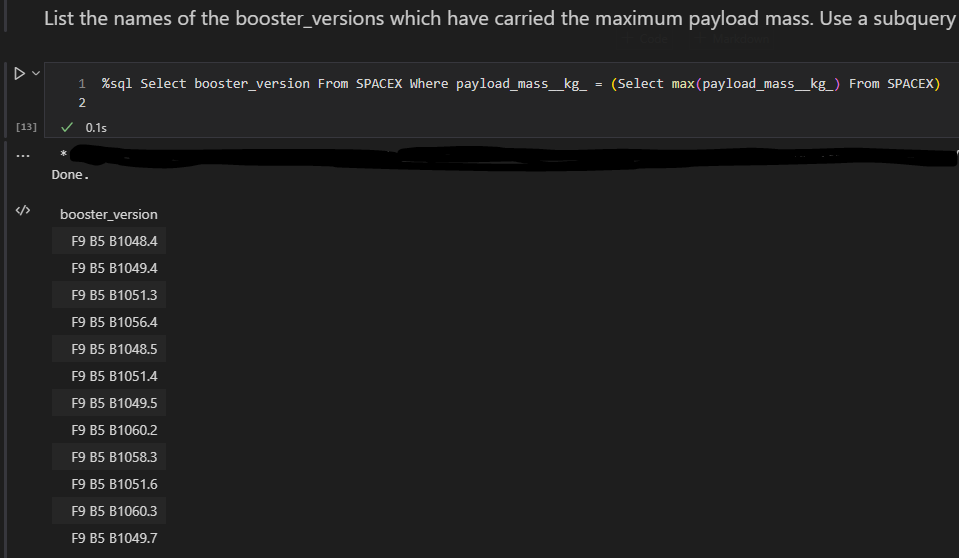 List the names of the booster_versions which have carried the maximum payload mass. Use a subquery
1 %sql Select booster_version From SPACEX Where payload_mass__kg_ = (Select max(payload_mass__kg_) From SPACEX)
2
[13] ✓ 0.1s
... *
Done.
</> booster_version
F9 B5 B1048.4
F9 B5 B1049.4
F9 B5 B1051.3
F9 B5 B1056.4
F9 B5 B1048.5
F9 B5 B1051.4
F9 B5 B1049.5
F9 B5 B1060.2
F9 B5 B1058.3
F9 B5 B1051.6
F9 B5 B1060.3
F9 B5 B1049.7